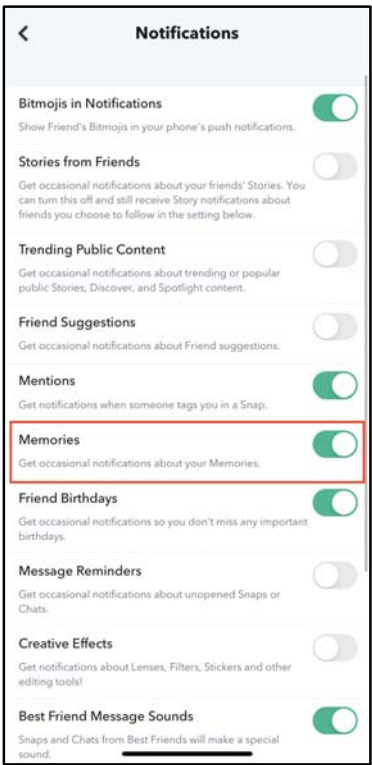 Notifications
Bitmojis in Notifications
Show Friend's Bitmojis in your phone's push notifications.
Stories from Friends
Get occasional notifications about your friends' Stories. You
can turn this off and still receive Story notifications about
friends you choose to follow in the setting below.
Trending Public Content
Get occasional notifications about trending or popular
public Stories, Discover, and Spotlight content.
Friend Suggestions
Get occasional notifications about Friend suggestions.
Mentions
Get notifications when someone tags you in a Snap.
Memories
Get occasional notifications about your Memories.
Friend Birthdays
Get occasional notifications so you don't miss any important
birthdays.
Message Reminders
Get occasional notifications about unopened Snaps or
Chats.
Creative Effects
Get notifications about Lenses, Filters, Stickers and other
editing tools!
Best Friend Message Sounds
Snaps and Chats from Best Friends will make a special
sound.